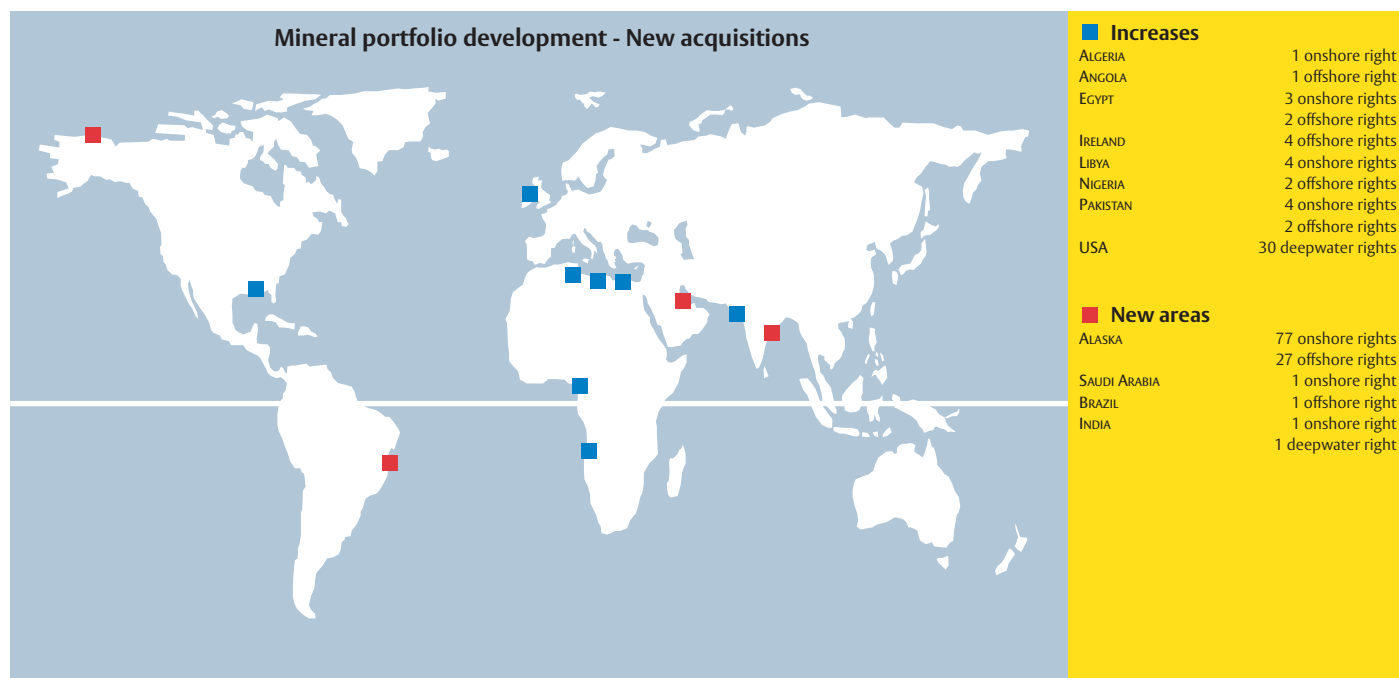 Mineral portfolio development - New acquisitions
Increases
ALGERIA 1 onshore right
ANGOLA 1 offshore right
EGYPT 3 onshore rights
2 offshore rights
IRELAND 4 offshore rights
LIBYA 4 onshore rights
NIGERIA 2 offshore rights
PAKISTAN 4 onshore rights
2 offshore rights
USA 30 deepwater rights
New areas
ALASKA 77 onshore rights
27 offshore rights
SAUDI ARABIA 1 onshore right
BRAZIL 1 offshore right
INDIA 1 onshore right
1 deepwater right